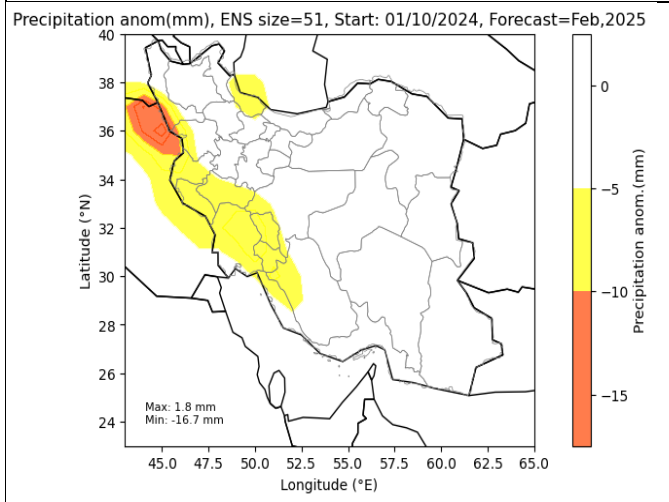 Precipitation anom(mm), ENS size=51, Start: 01/10/2024, Forecast=Feb,2025
40
38
36
34
32
30
28
26
24
Latitude (°N)
Max: 1.8 mm
Min: -16.7 mm
45.0 47.5 50.0 52.5 55.0 57.5 60.0 62.5 65.0
Longitude (°E)
0
−5
−10
−15
Precipitation anom.(mm)